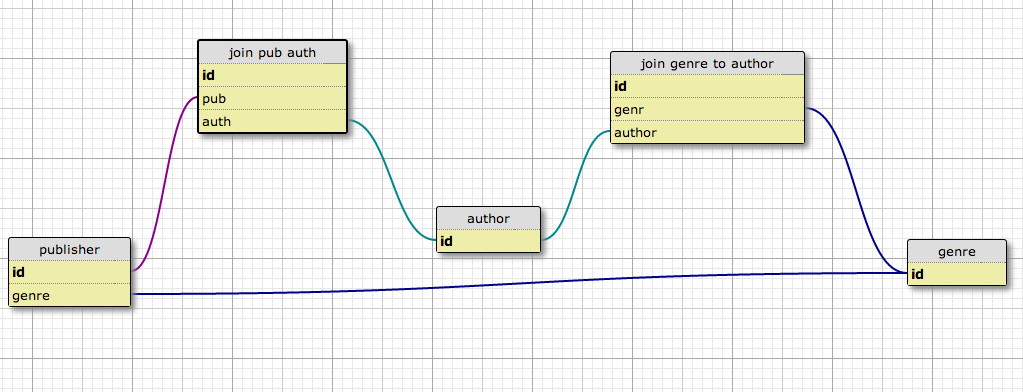 join pub auth
id
pub
auth
join genre to author
id
genr
author
author
id
publisher
id
genre
genre
id